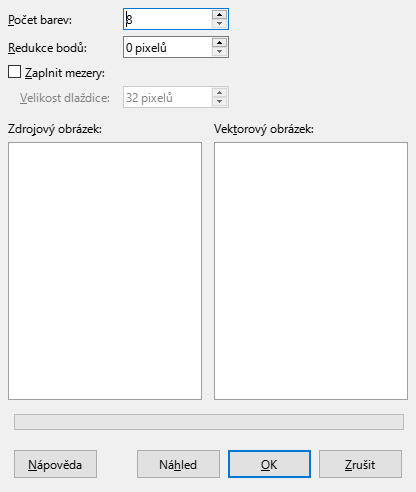 Počet barev: 8
Redukce bodů: 0 pixelů
Zaplnit mezery:
Velikost dlaždice: 32 pixelů
Zdrojový obrázek: Vektorový obrázek:
Nápověda Náhled OK Zrušit